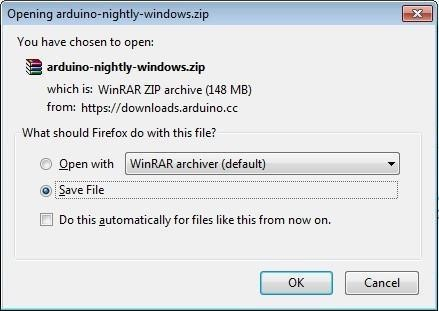 Opening arduino-nightly-windows.zip
You have chosen to open:
arduino-nightly-windows.zip
which is: WinRAR ZIP archive (148 MB)
from: https://downloads.arduino.cc
What should Firefox do with this file?
Open with WinRAR archiver (default)
Save File
Do this automatically for files like this from now on.
OK Cancel